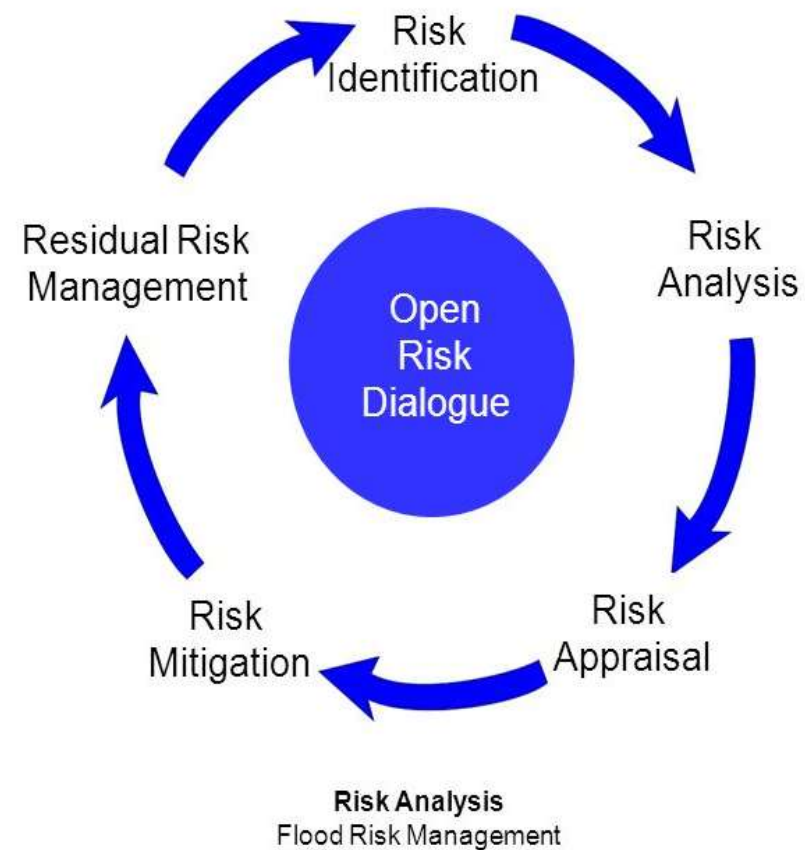 Risk
Identification
Risk
Analysis
Risk
Appraisal
Risk
Mitigation
Residual Risk
Management
Open
Risk
Dialogue
Risk Analysis
Flood Risk Management